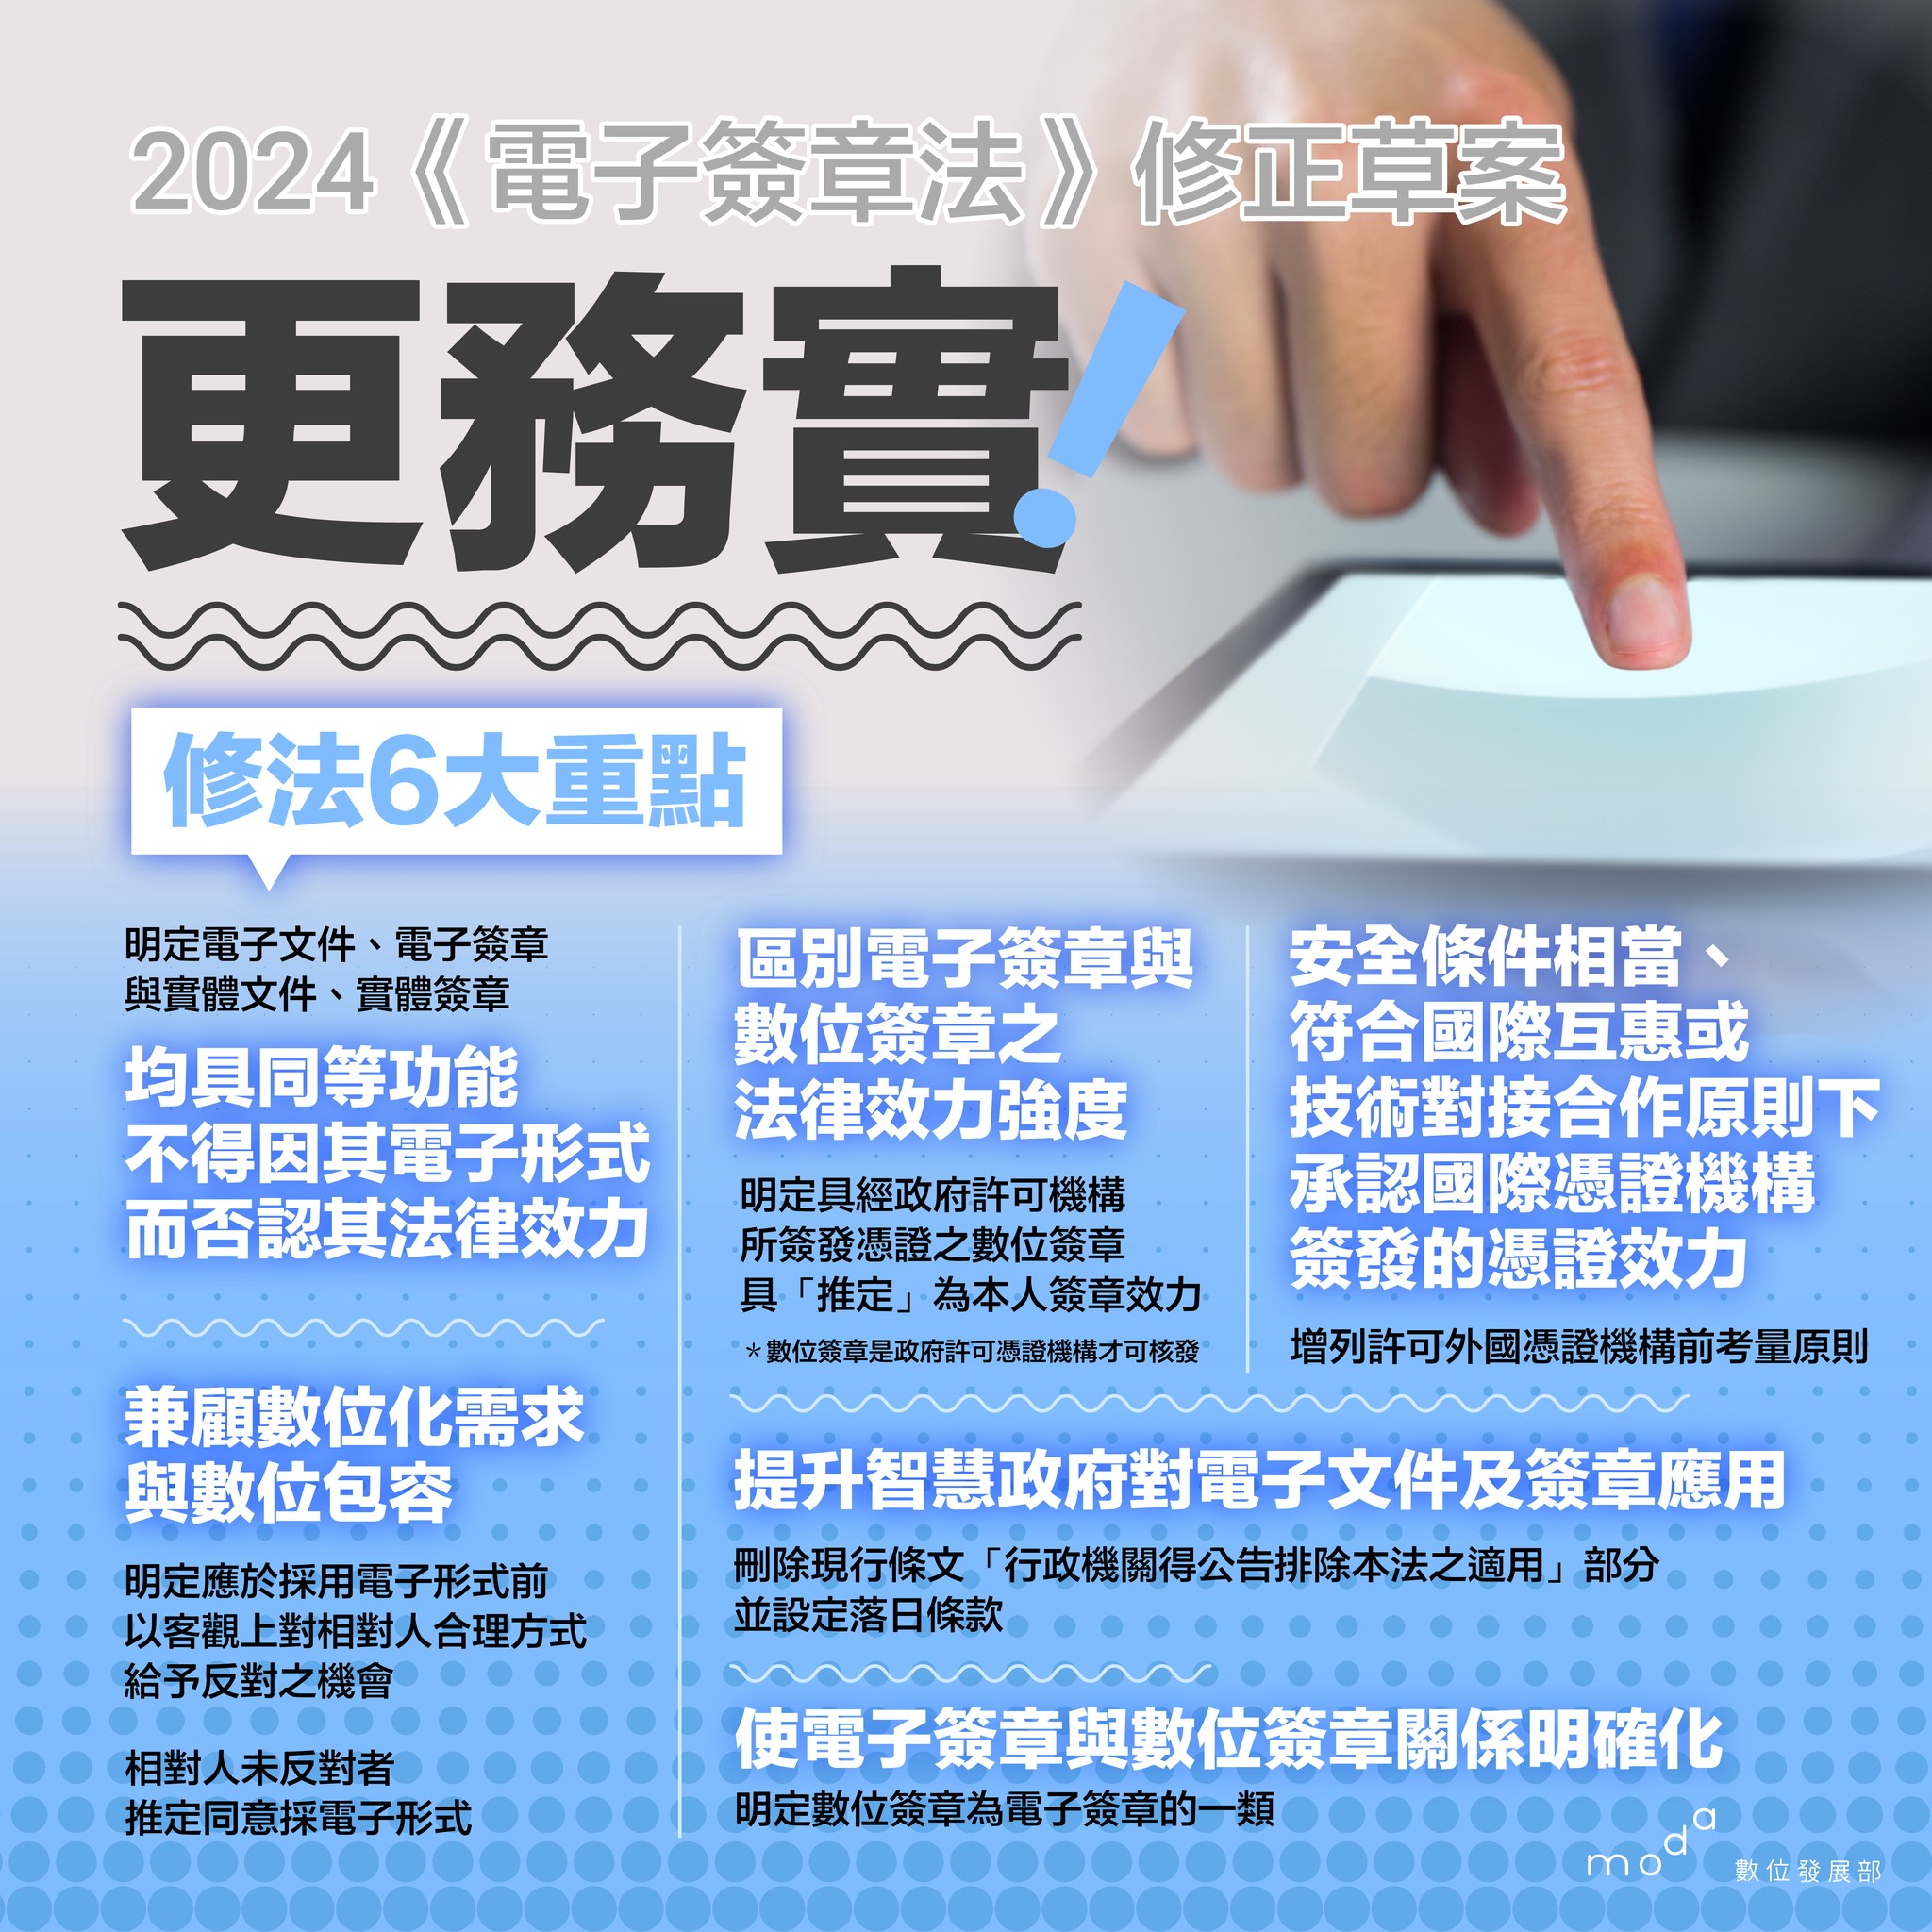 2024《電子簽章法》修正草案
更務實!
修法6大重點
明定電子文件、電子簽章
與實體文件、實體簽章
均具同等功能
不得因其電子形式
而否認其法律效力
兼顧數位化需求
與數位包容
明定應於採用電子形式前
以客觀上對相對人合理方式
給予反對之機會
相對人未反對者
推定同意採電子形式
區別電子簽章與
數位簽章之
法律效力強度
明定具經政府許可機構
所簽發憑證之數位簽章
具「推定」為本人簽章效力
＊數位簽章是政府許可憑證機構才可核發
安全條件相當、
符合國際互惠或
技術對接合作原則下
承認國際憑證機構
簽發的憑證效力
增列許可外國憑證機構前考量原則
提升智慧政府對電子文件及簽章應用
刪除現行條文「行政機關得公告排除本法之適用」部分
並設定落日條款
使電子簽章與數位簽章關係明確化
明定數位簽章為電子簽章的一類
moda 數位發展部